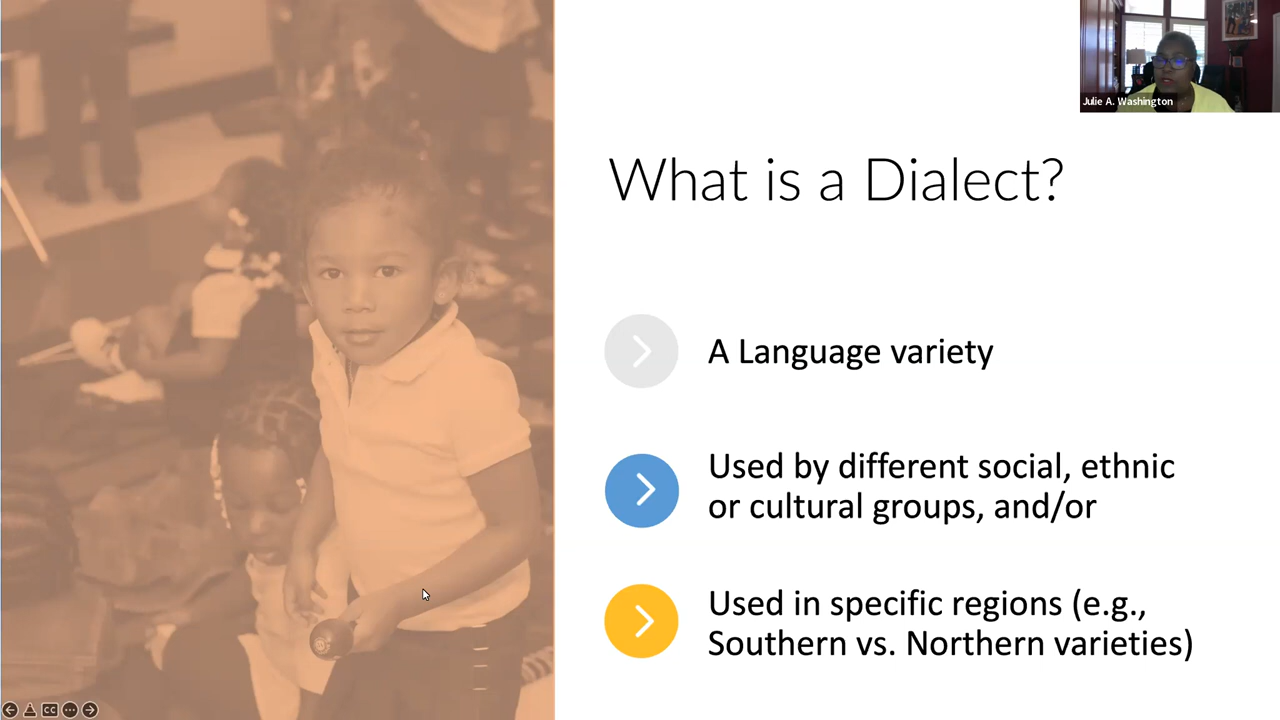 Julie A. Washington
What is a Dialect?
A Language variety
Used by different social, ethnic
or cultural groups, and/or
Used in specific regions (e.g.,
Southern vs. Northern varieties)
CC